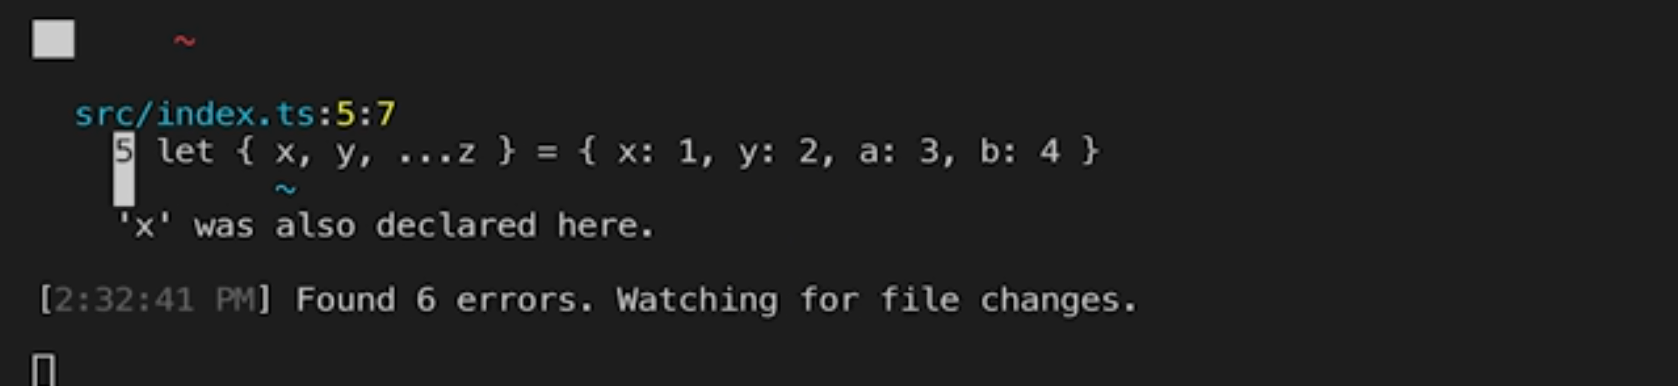 ~
src/index.ts:5:7
5 let { x, y, ...z } = { x: 1, y: 2, a: 3, b: 4 }
~
'x' was also declared here.
[2:32:41 PM] Found 6 errors. Watching for file changes.